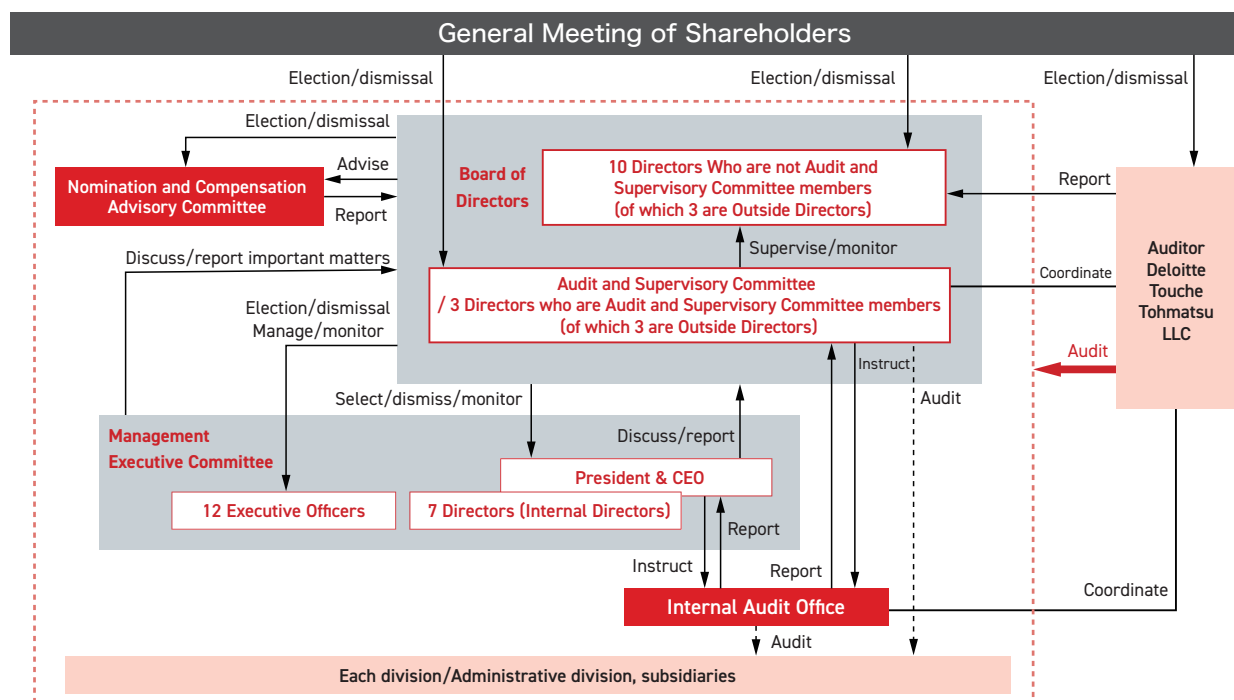 General Meeting of Shareholders
Election/dismissal
Election/dismissal
Election/dismissal
Election/dismissal
Advise
Nomination and Compensation
Advisory Committee
Report
Board of
Directors
10 Directors Who are not Audit and
Supervisory Committee members
(of which 3 are Outside Directors)
Report
Supervise/monitor
Discuss/report important matters
Audit and Supervisory Committee
/ 3 Directors who are Audit and Supervisory Committee members
(of which 3 are Outside Directors)
Coordinate
Auditor
Deloitte
Touche
Tohmatsu
LLC
Election/dismissal
Manage/monitor
Audit
Instruct
Audit
Select/dismiss/monitor
Discuss/report
Management
Executive Committee
President & CEO
12 Executive Officers
7 Directors (Internal Directors)
Report
Instruct
Report
Internal Audit Office
Coordinate
Audit
Each division/Administrative division, subsidiaries